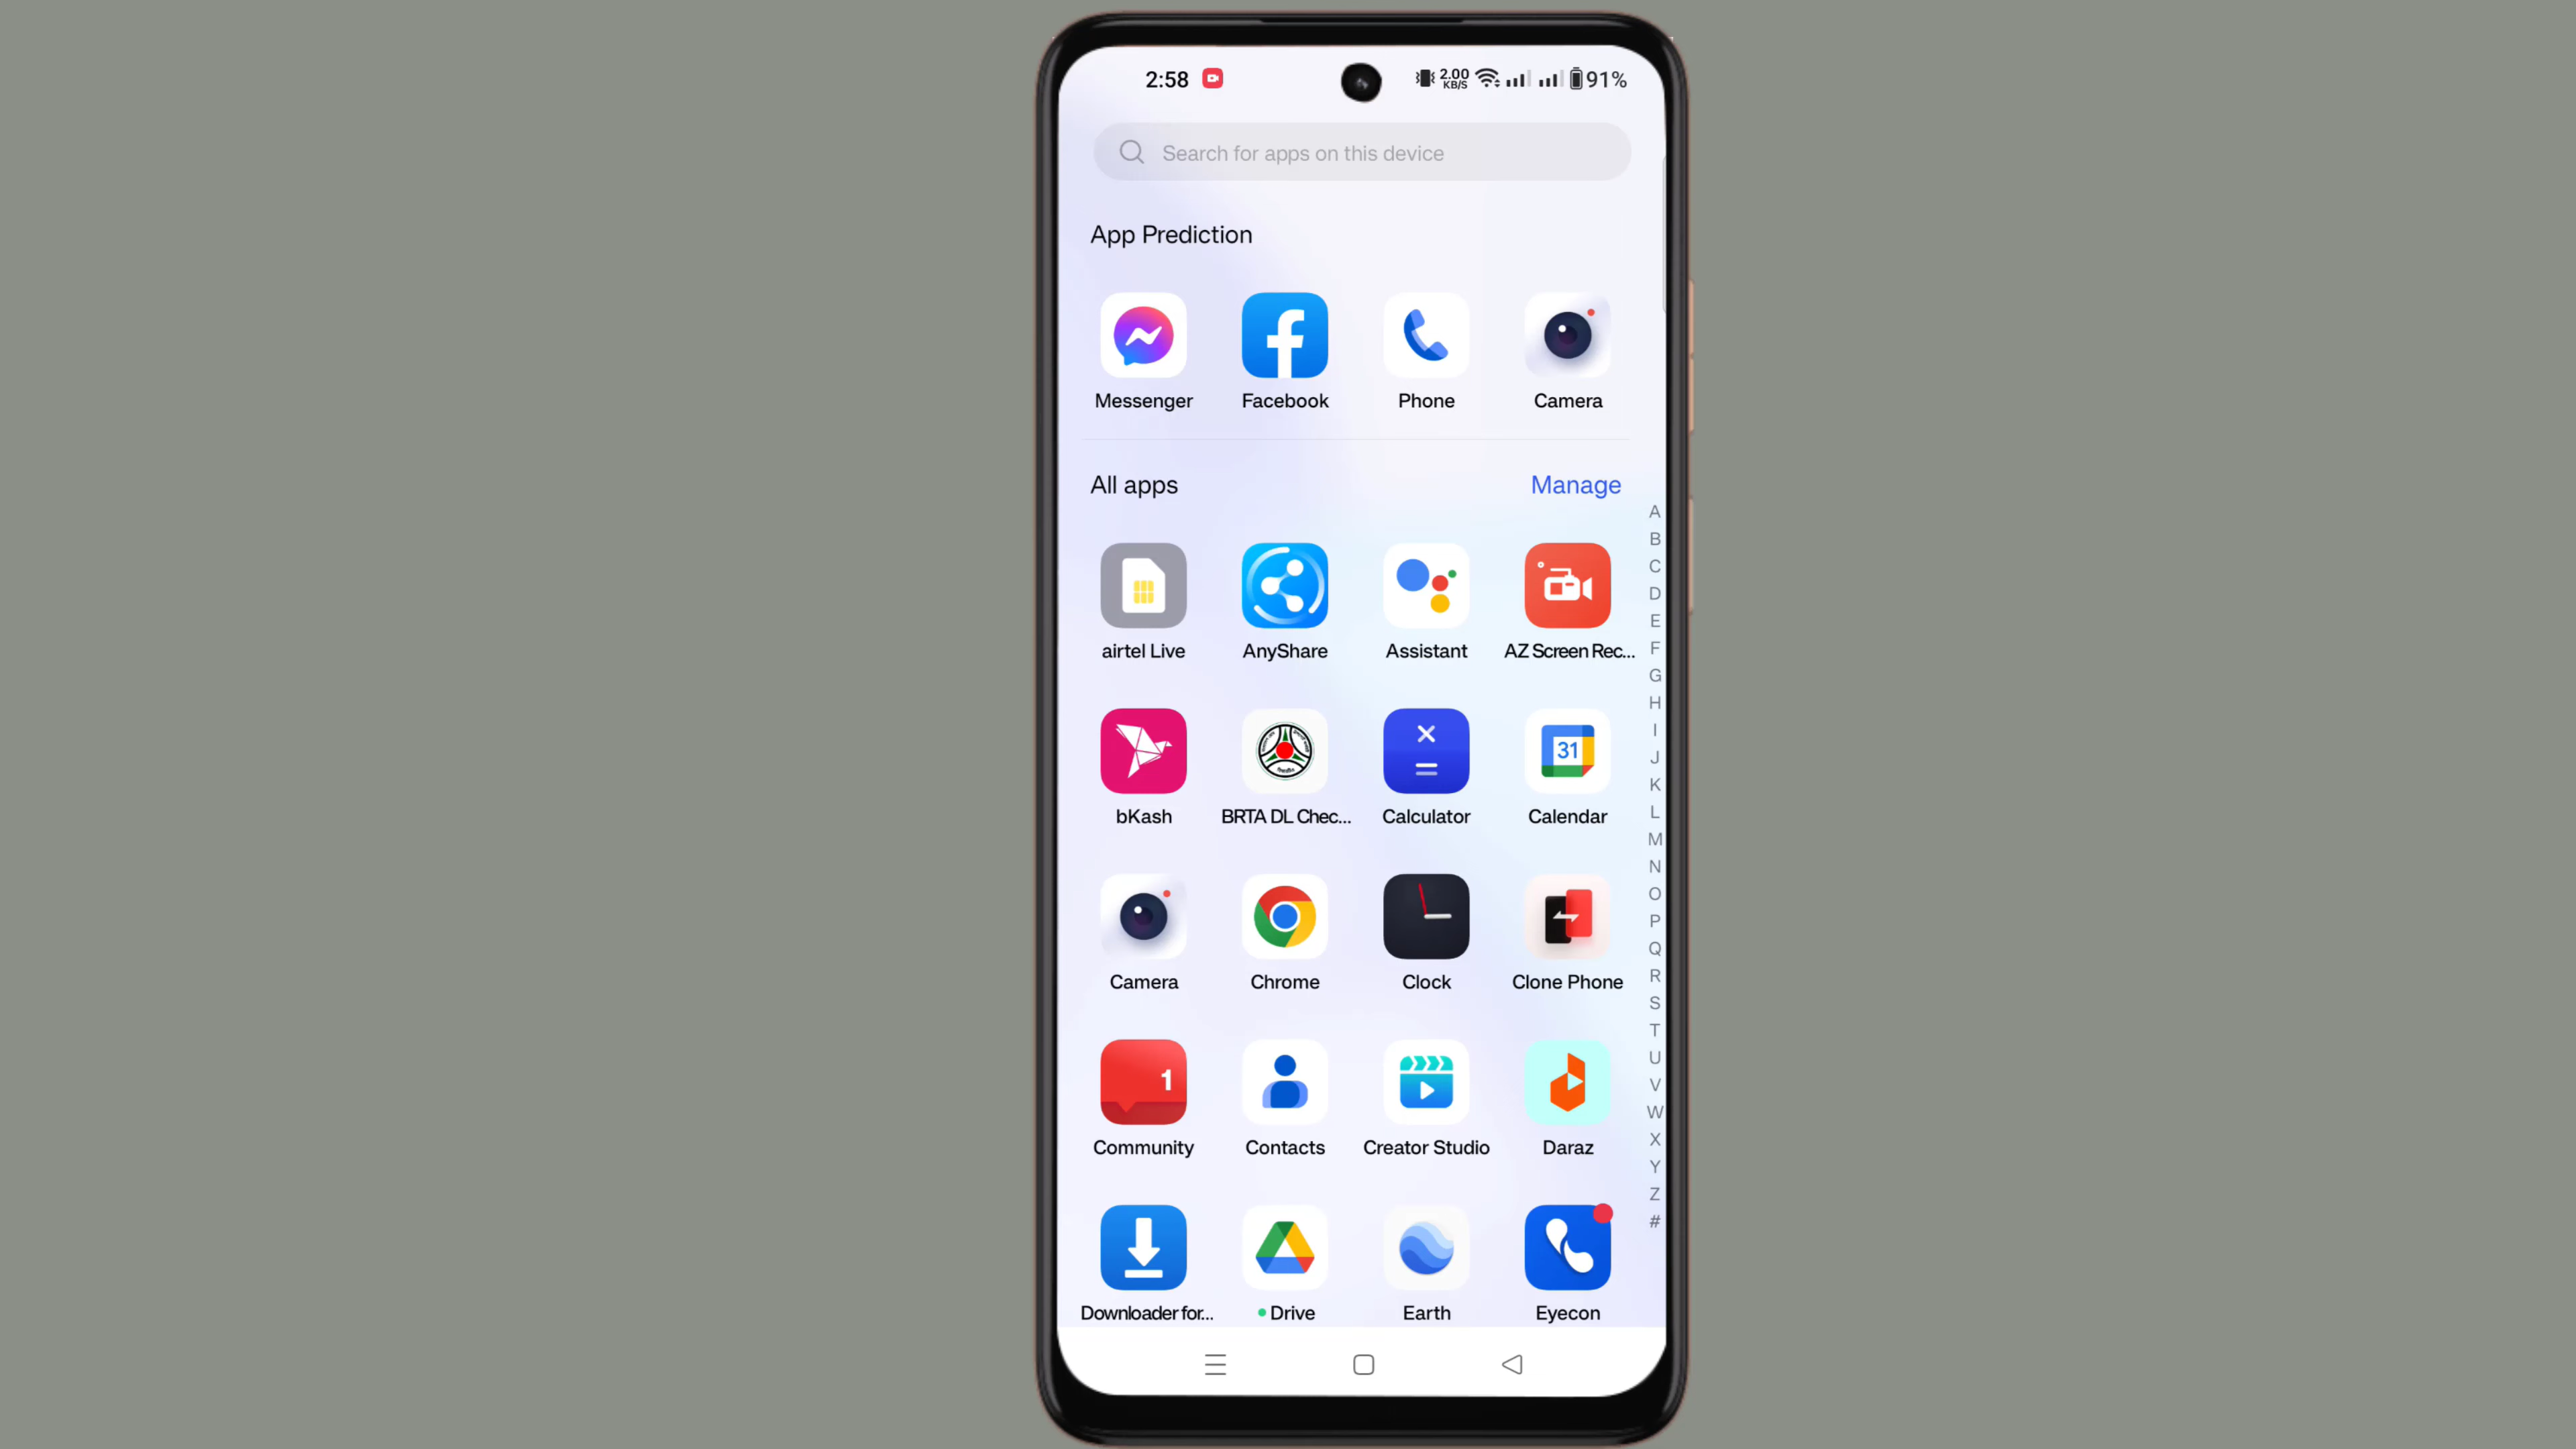 2:58 2.00 KB/S 91%
Search for apps on this device
App Prediction
Messenger Facebook Phone Camera
All apps Manage
airtel Live AnyShare Assistant AZ Screen Rec...
31
bKash BRTA DL Chec... Calculator Calendar
Camera Chrome Clock Clone Phone
1
Community Contacts Creator Studio Daraz
Downloader for... Drive Earth Eyecon
A
B
C
D
E
F
G
H
I
J
K
L
M
N
O
P
Q
R
S
T
U
V
W
X
Y
Z
#